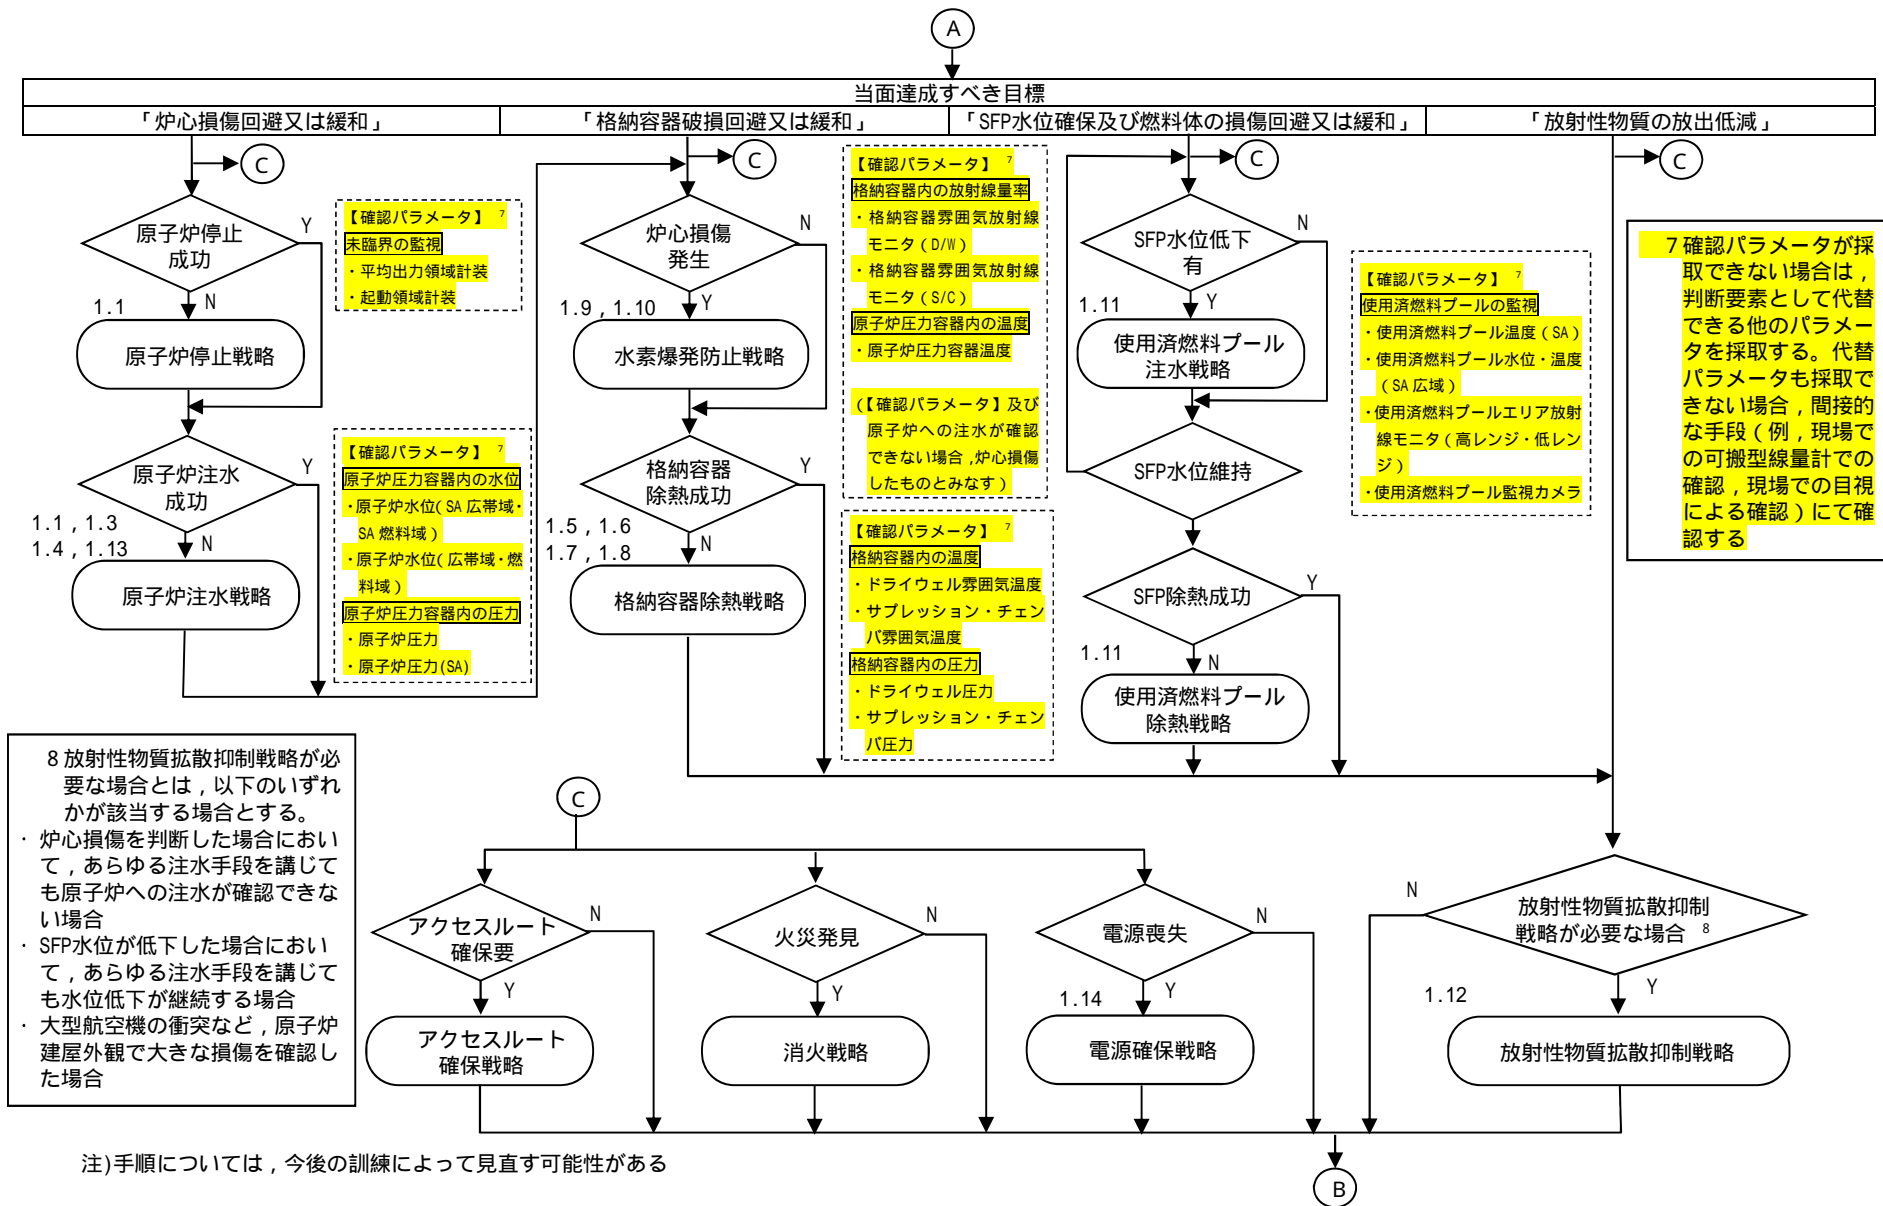 A
当面達成すべき目標
「炉心損傷回避又は緩和」
「格納容器破損回避又は緩和」
「SFP水位確保及び燃料体の損傷回避又は緩和」
「放射性物質の放出低減」
C
原子炉停止
成功
Y
N
1.1
原子炉停止戦略
【確認パラメータ】 7
未臨界の監視
・平均出力領域計装
・起動領域計装
原子炉注水
成功
Y
N
1.1，1.3
1.4，1.13
原子炉注水戦略
【確認パラメータ】 7
原子炉圧力容器内の水位
・原子炉水位（SA 広帯域・
SA 燃料域）
・原子炉水位（広帯域・燃
料域）
原子炉圧力容器内の圧力
・原子炉圧力
・原子炉圧力(SA)
C
炉心損傷
発生
N
Y
1.9，1.10
水素爆発防止戦略
格納容器
除熱成功
Y
N
1.5，1.6
1.7，1.8
格納容器除熱戦略
【確認パラメータ】 7
格納容器内の放射線量率
・格納容器雰囲気放射線
モニタ（D/W）
・格納容器雰囲気放射線
モニタ（S/C）
原子炉圧力容器内の温度
・原子炉圧力容器温度
（【確認パラメータ】及び
原子炉への注水が確認
できない場合，炉心損傷
したものとみなす）
【確認パラメータ】 7
格納容器内の温度
・ドライウェル雰囲気温度
・サプレッション・チェン
バ雰囲気温度
格納容器内の圧力
・ドライウェル圧力
・サプレッション・チェン
バ圧力
C
SFP水位低下
有
N
Y
1.11
使用済燃料プール
注水戦略
SFP水位維持
SFP除熱成功
Y
N
1.11
使用済燃料プール
除熱戦略
【確認パラメータ】 7
使用済燃料プールの監視
・使用済燃料プール温度（SA）
・使用済燃料プール水位・温度
（SA 広域）
・使用済燃料プールエリア放射
線モニタ（高レンジ・低レン
ジ）
・使用済燃料プール監視カメラ
C
7 確認パラメータが採
取できない場合は，
判断要素として代替
できる他のパラメー
タを採取する。代替
パラメータも採取で
きない場合，間接的
な手段（例，現場で
の可搬型線量計での
確認，現場での目視
による確認）にて確
認する
8 放射性物質拡散抑制戦略が必
要な場合とは，以下のいずれ
かが該当する場合とする。
・ 炉心損傷を判断した場合におい
て，あらゆる注水手段を講じて
も原子炉への注水が確認できな
い場合
・ SFP水位が低下した場合におい
て，あらゆる注水手段を講じて
も水位低下が継続する場合
・ 大型航空機の衝突など，原子炉
建屋外観で大きな損傷を確認し
た場合
C
アクセスルート
確保要
N
Y
アクセスルート
確保戦略
火災発見
N
Y
消火戦略
電源喪失
N
Y
1.14
電源確保戦略
放射性物質拡散抑制
戦略が必要な場合 8
N
Y
1.12
放射性物質拡散抑制戦略
注)手順については，今後の訓練によって見直す可能性がある
B